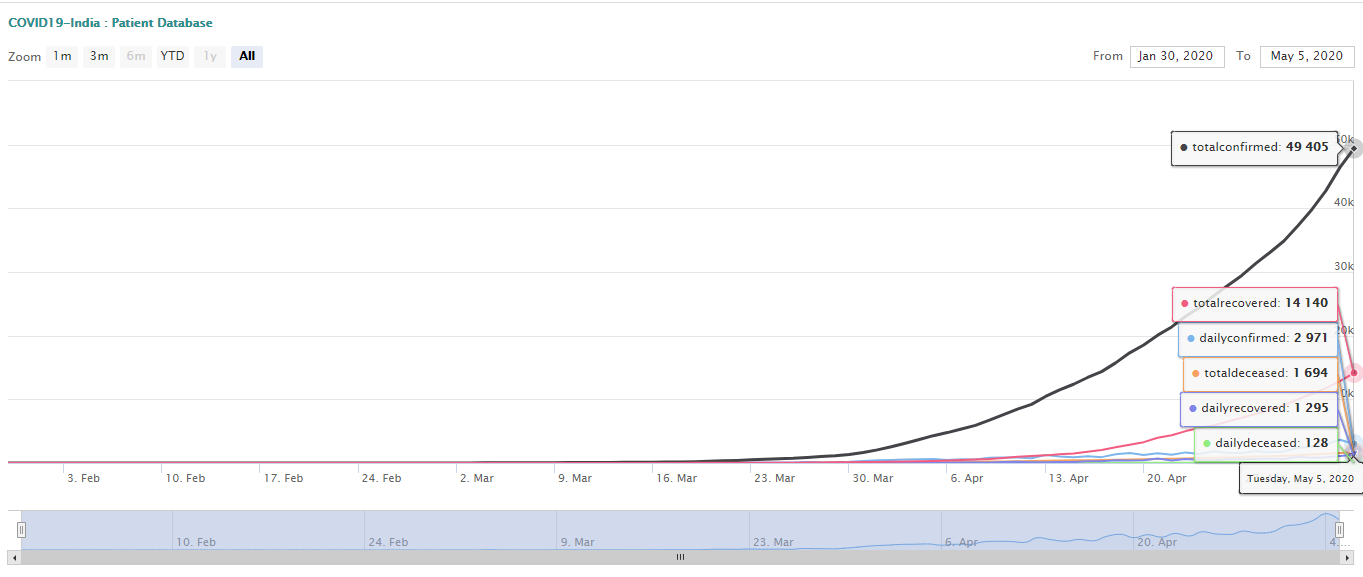 COVID19-India : Patient Database
Zoom 1m 3m 6m YTD 1y All
From Jan 30, 2020 To May 5, 2020
totalconfirmed: 49 405
40k
30k
totalrecovered: 14 140
20k
dailyconfirmed: 2 971
totaldeceased: 1 694
dailyrecovered: 1 295
dailydeceased: 128
3. Feb 10. Feb 17. Feb 24. Feb 2. Mar 9. Mar 16. Mar 23. Mar 30. Mar 6. Apr 13. Apr 20. Apr
Tuesday, May 5, 2020
10. Feb 24. Feb 9. Mar 23. Mar 6. Apr 20. Apr 4....